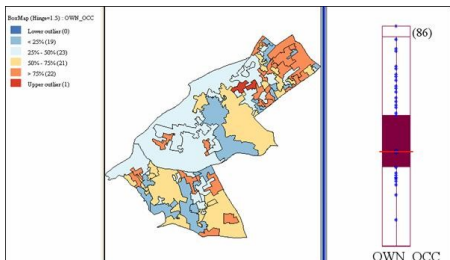 BoxMap (Hinge=1.5) : OWN_OCC
Lower outlier (0)
< 25% (19)
25% - 50% (23)
50% - 75% (21)
> 75% (22)
Upper outlier (1)
(86)
OWN_OCC